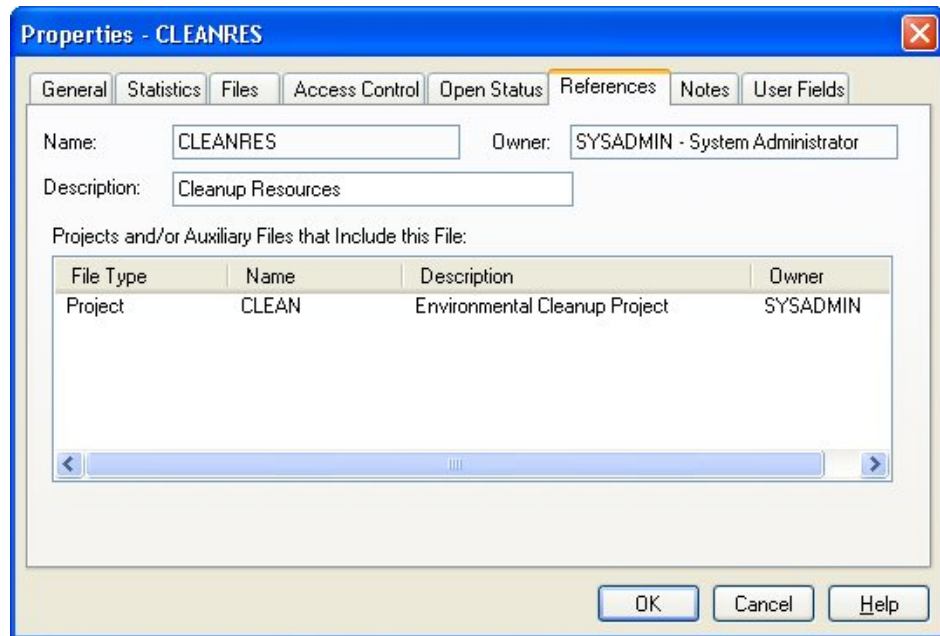 Properties - CLEANRES
General Statistics Files Access Control Open Status References Notes User Fields
Name: CLEANRES Owner: SYSADMIN - System Administrator
Description: Cleanup Resources
Projects and/or Auxiliary Files that Include this File:
File Type Name Description Owner
Project CLEAN Environmental Cleanup Project SYSADMIN
OK Cancel Help